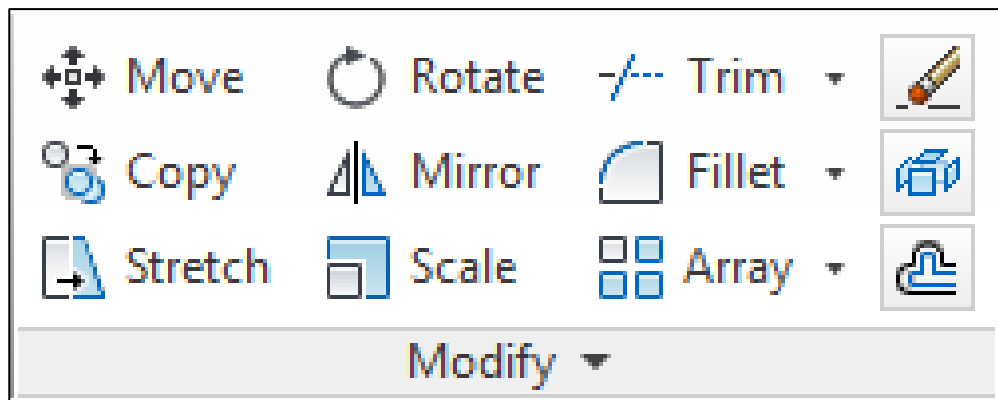 Move Rotate Trim
Copy Mirror Fillet
Stretch Scale Array
Modify